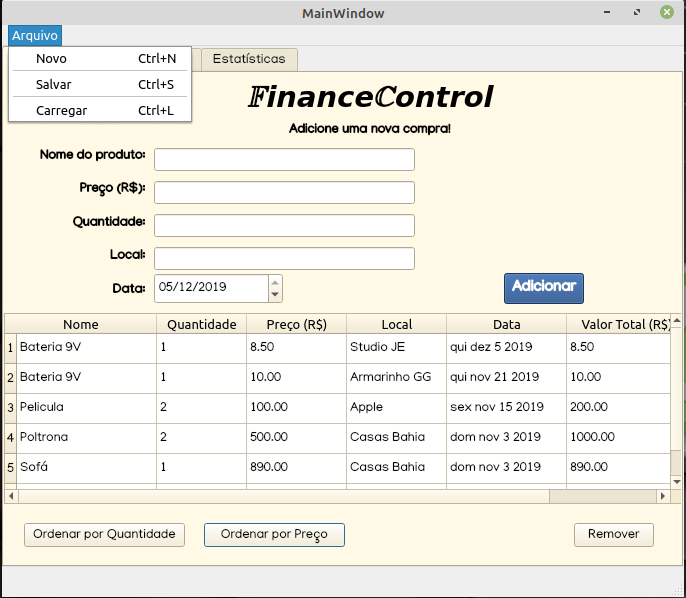 MainWindow
Arquivo
Novo Ctrl+N
Salvar Ctrl+S
Carregar Ctrl+L
Estatísticas
FinanceControl
Adicione uma nova compra!
Nome do produto:
Preço (R$):
Quantidade:
Local:
Data: 05/12/2019
Adicionar
Nome Quantidade Preço (R$) Local Data Valor Total (R$)
1 Bateria 9V 1 8.50 Studio JE qui dez 5 2019 8.50
2 Bateria 9V 1 10.00 Armarinho GG qui nov 21 2019 10.00
3 Pelicula 2 100.00 Apple sex nov 15 2019 200.00
4 Poltrona 2 500.00 Casas Bahia dom nov 3 2019 1000.00
5 Sofá 1 890.00 Casas Bahia dom nov 3 2019 890.00
Ordenar por Quantidade Ordenar por Preço Remover